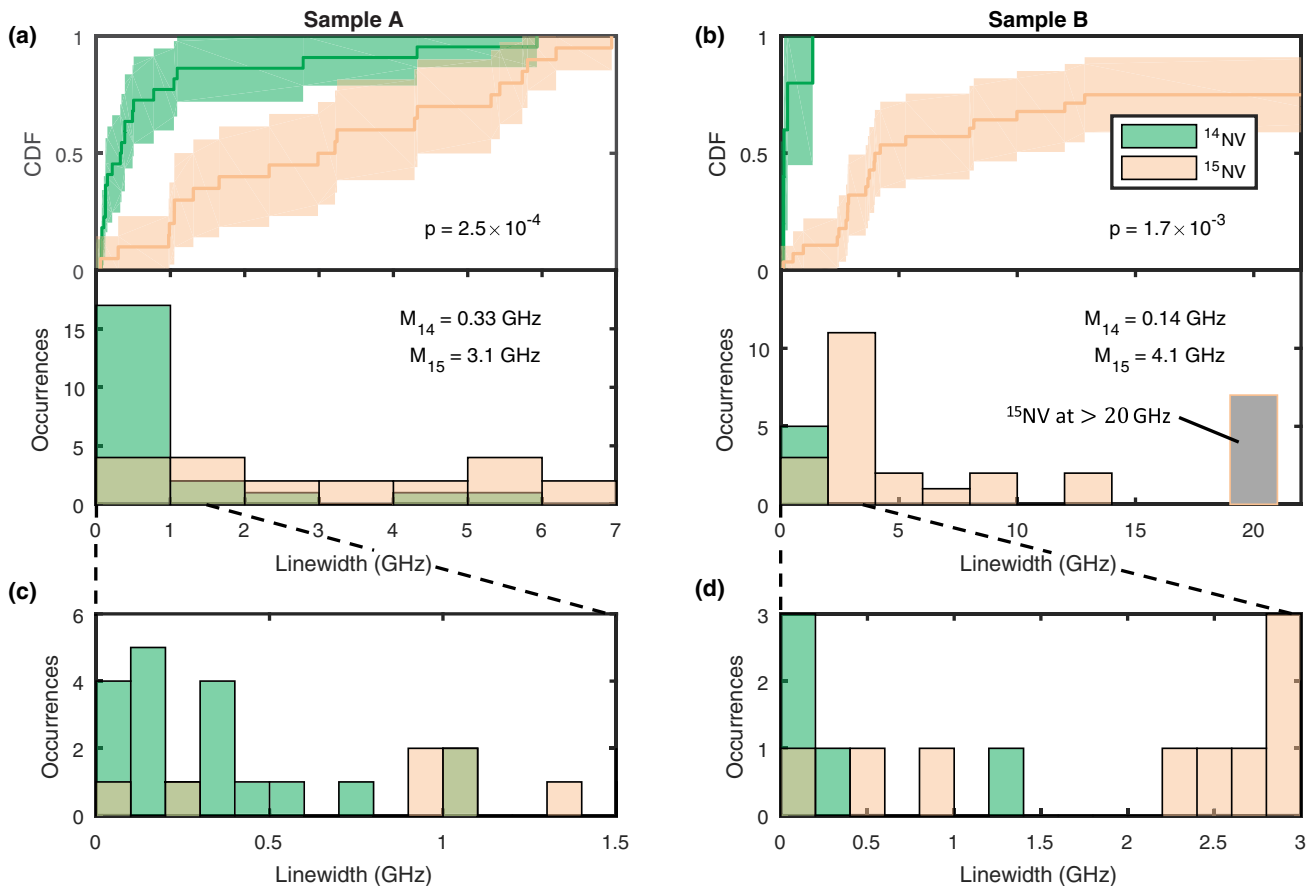 Sample A
Sample B
(a)
(b)
1
0.5
0
CDF
p = 2.5 × 10-4
1
0.5
0
CDF
14NV
15NV
p = 1.7 × 10-3
15
10
5
0
Occurrences
M14 = 0.33 GHz
M15 = 3.1 GHz
0 1 2 3 4 5 6 7
Linewidth (GHz)
10
5
0
Occurrences
M14 = 0.14 GHz
M15 = 4.1 GHz
15NV at > 20 GHz
0 5 10 15 20
Linewidth (GHz)
(c)
6
4
2
0
Occurrences
0 0.5 1 1.5
Linewidth (GHz)
(d)
3
2
1
0
Occurrences
0 0.5 1 1.5 2 2.5 3
Linewidth (GHz)